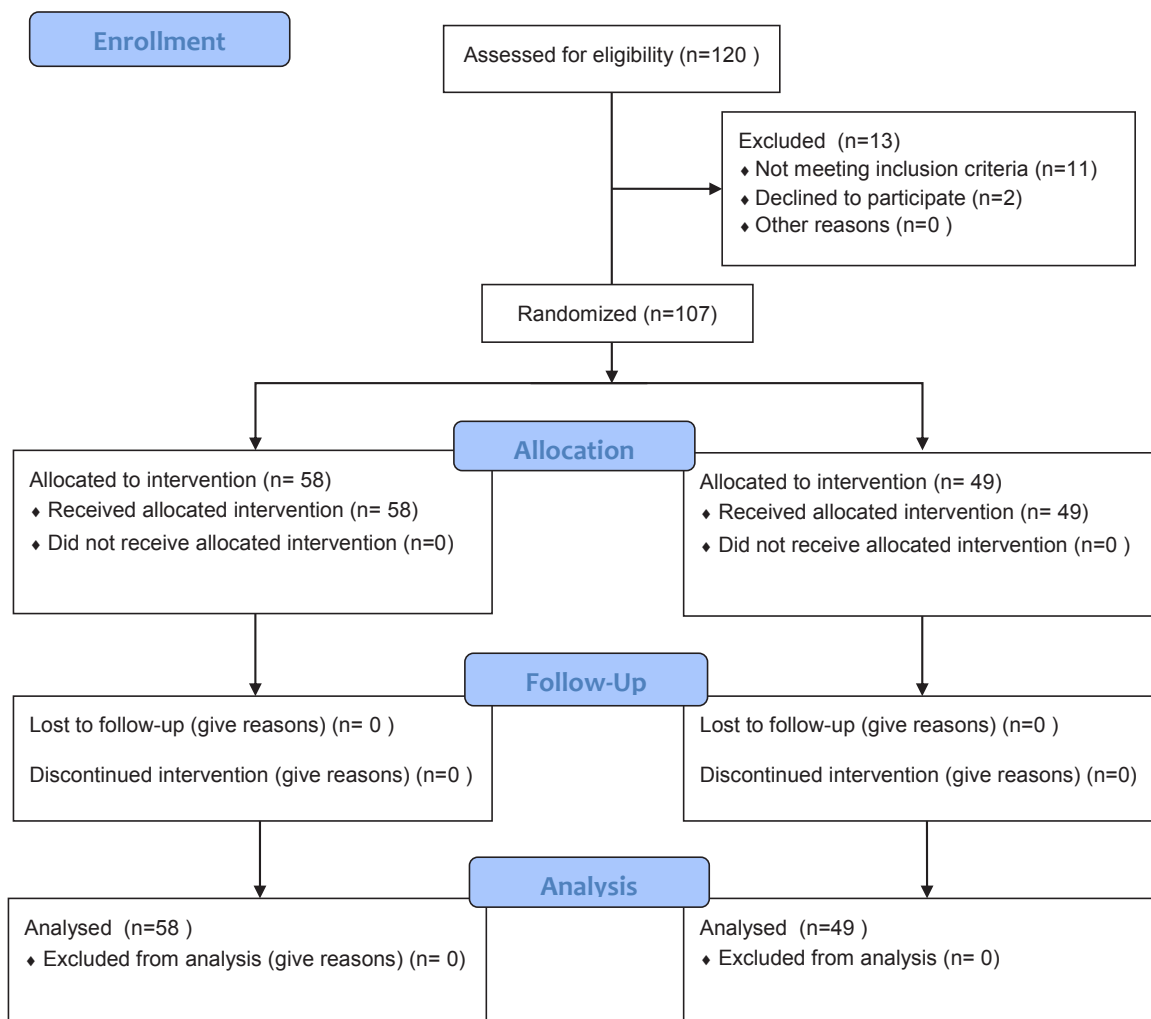 Enrollment
Assessed for eligibility (n=120 )
Excluded (n=13)
♦ Not meeting inclusion criteria (n=11)
♦ Declined to participate (n=2)
♦ Other reasons (n=0 )
Randomized (n=107)
Allocation
Allocated to intervention (n= 58)
♦ Received allocated intervention (n= 58)
♦ Did not receive allocated intervention (n=0)
Allocated to intervention (n= 49)
♦ Received allocated intervention (n= 49)
♦ Did not receive allocated intervention (n=0 )
Follow-Up
Lost to follow-up (give reasons) (n= 0 )
Discontinued intervention (give reasons) (n=0 )
Lost to follow-up (give reasons) (n=0 )
Discontinued intervention (give reasons) (n=0)
Analysis
Analysed (n=58 )
♦ Excluded from analysis (give reasons) (n= 0)
Analysed (n=49 )
♦ Excluded from analysis (n= 0)